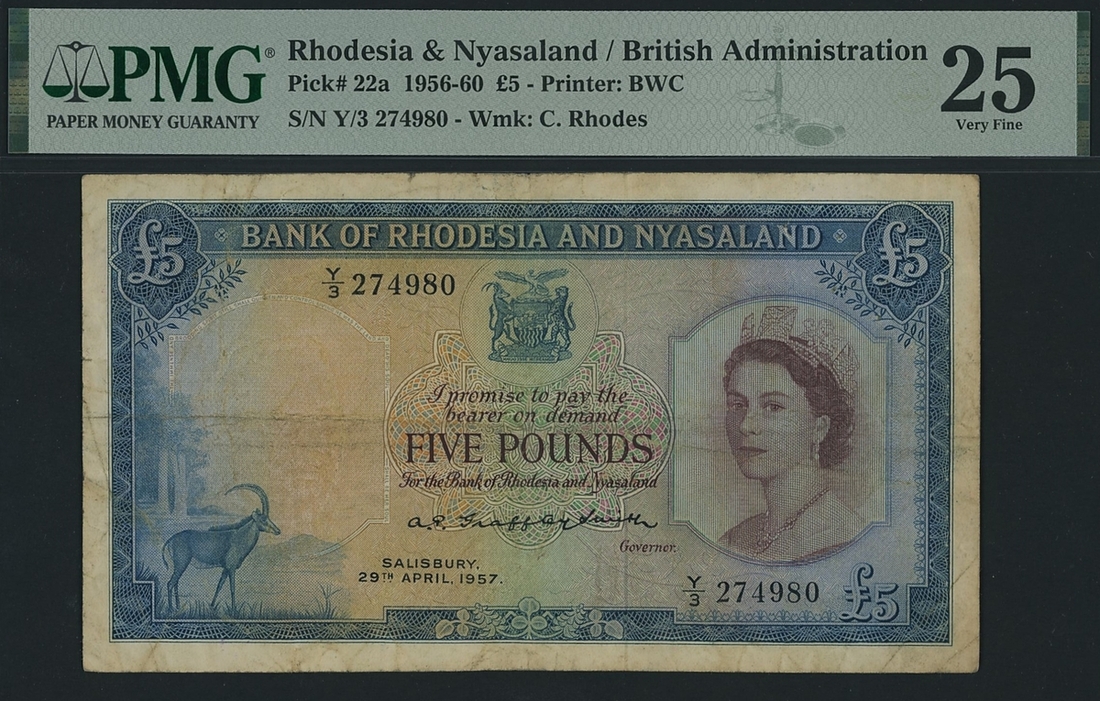 PMG®
PAPER MONEY GUARANTY
Rhodesia & Nyasaland / British Administration
Pick# 22a 1956-60 £5 - Printer: BWC
S/N Y/3 274980 - Wmk: C. Rhodes
25
Very Fine
£5 BANK OF RHODESIA AND NYASALAND £5
Y/3 274980
I promise to pay the
bearer on demand
FIVE POUNDS
For the Bank of Rhodesia and Nyasaland
Governor.
SALISBURY,
29TH APRIL, 1957.
Y/3 274980 £5